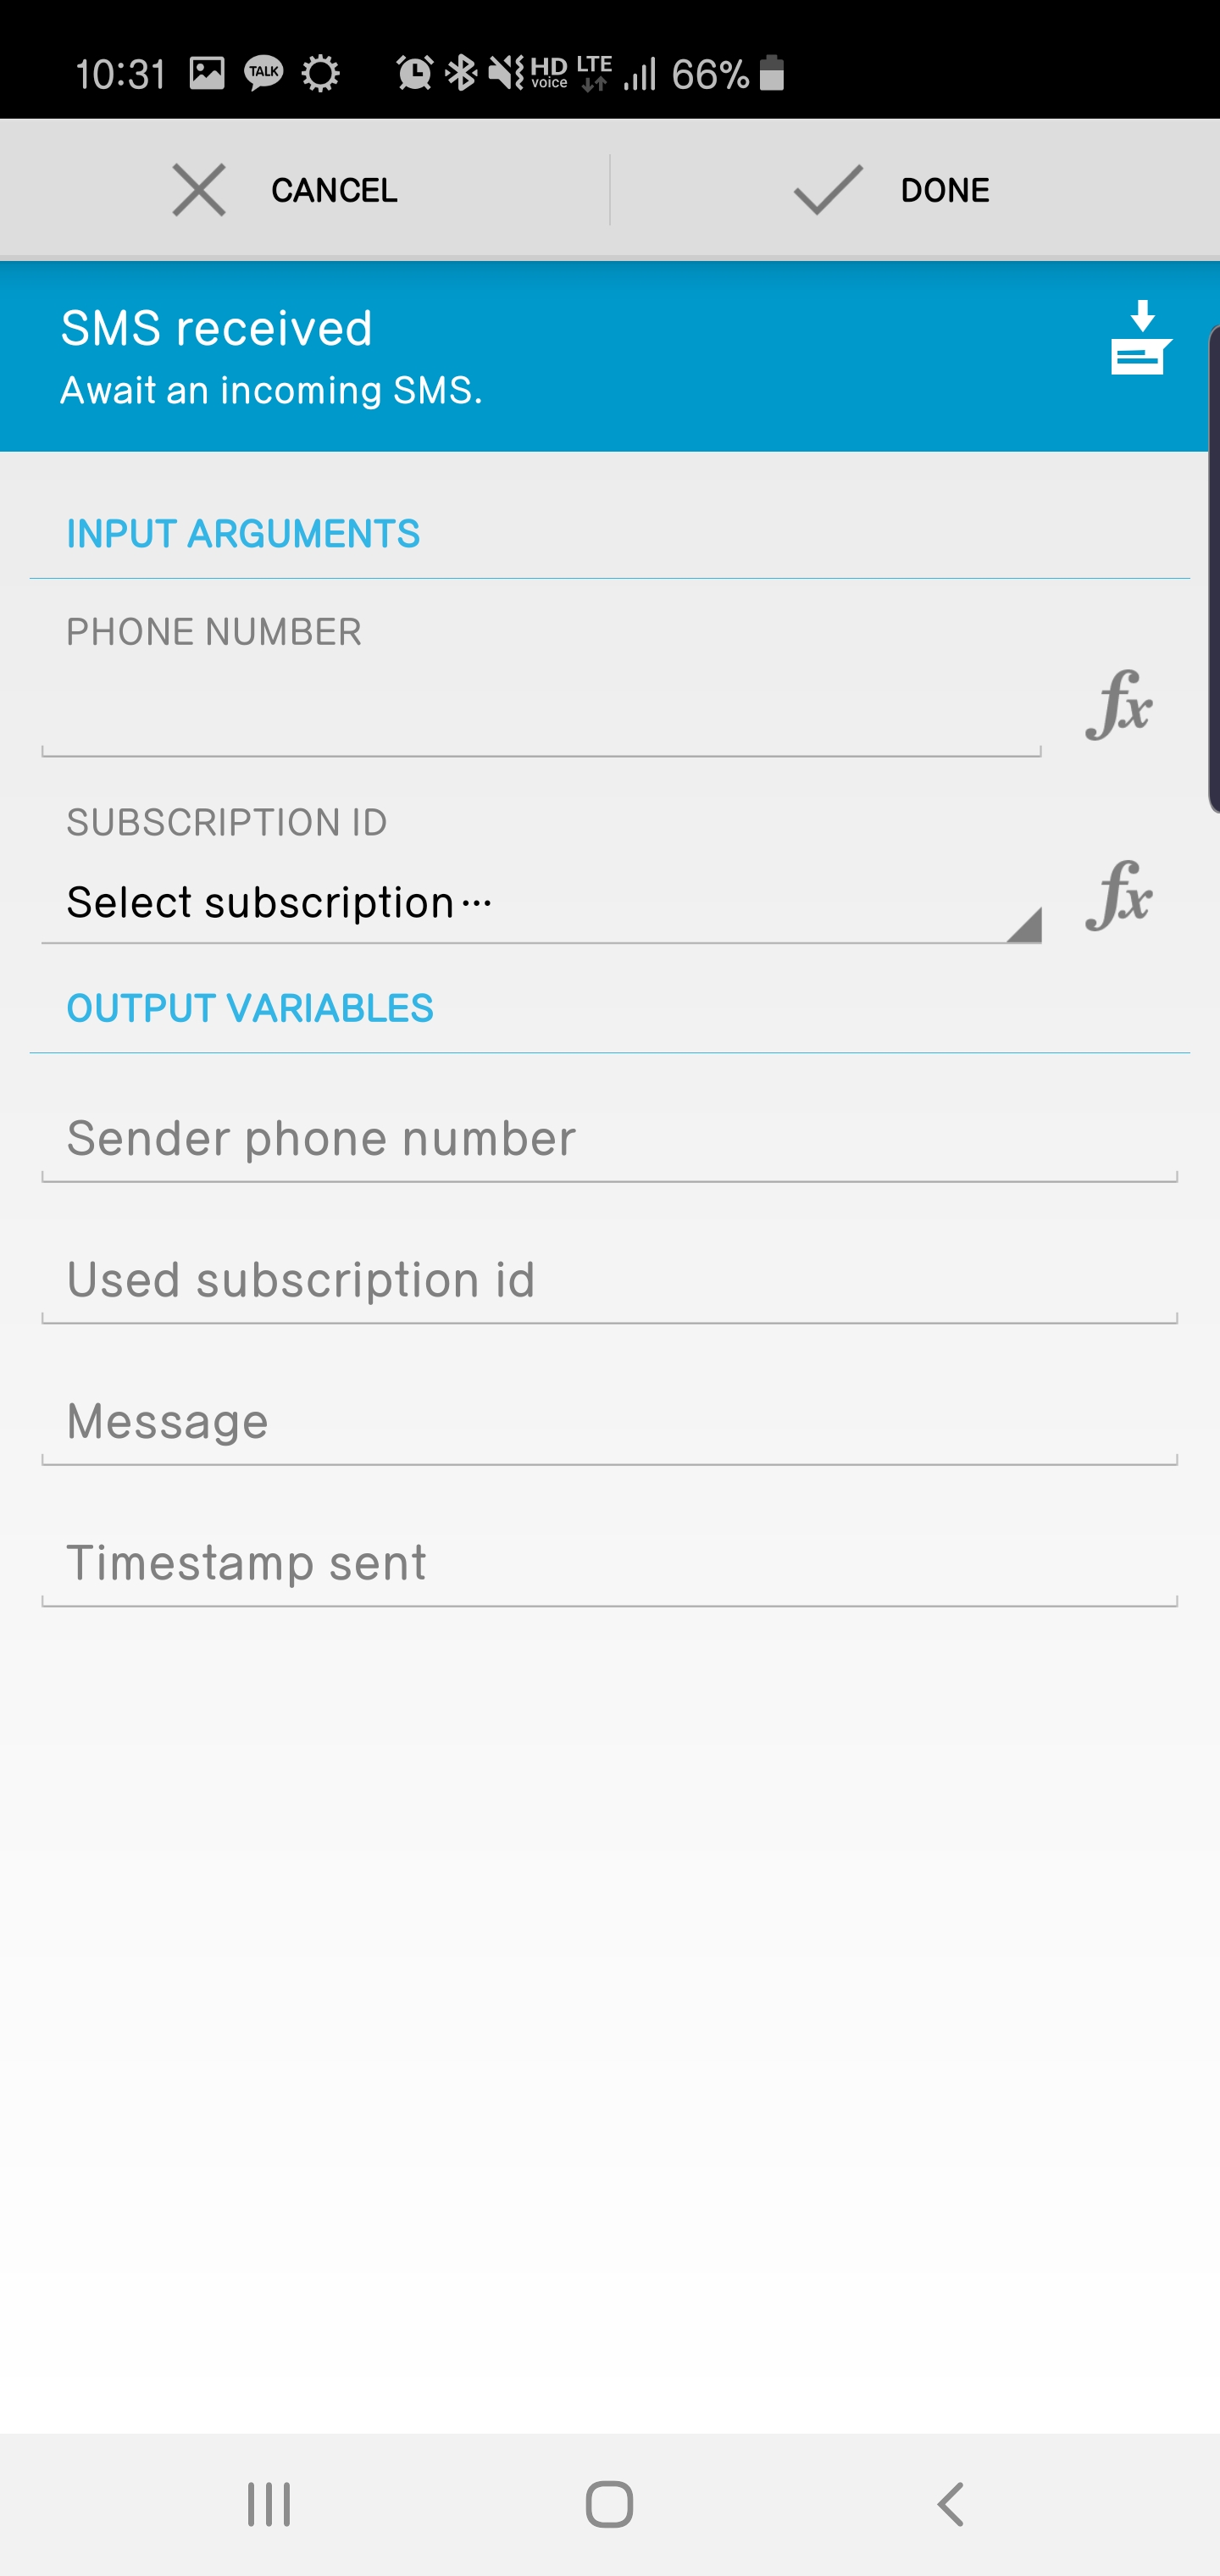 10:31 TALK HD voice LTE 66%
CANCEL DONE
SMS received
Await an incoming SMS.
INPUT ARGUMENTS
PHONE NUMBER
fx
SUBSCRIPTION ID
Select subscription… fx
OUTPUT VARIABLES
Sender phone number
Used subscription id
Message
Timestamp sent